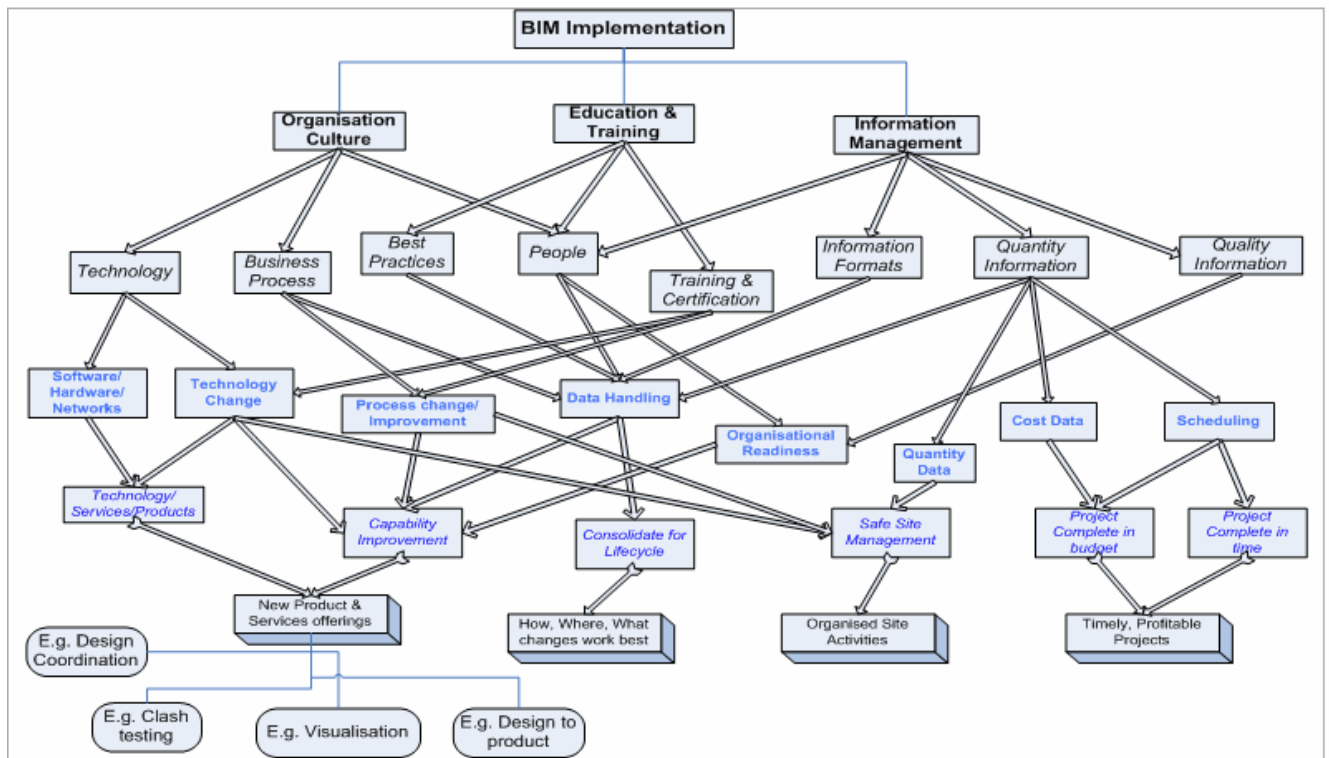 BIM Implementation
Organisation
Culture
Education &
Training
Information
Management
Technology
Business
Process
Best
Practices
People
Training &
Certification
Information
Formats
Quantity
Information
Quality
Information
Software/
Hardware/
Networks
Technology
Change
Process change/
Improvement
Data Handling
Organisational
Readiness
Quantity
Data
Cost Data
Scheduling
Technology/
Services/Products
Capability
Improvement
Consolidate for
Lifecycle
Safe Site
Management
Project
Complete in
budget
Project
Complete in
time
New Product &
Services offerings
How, Where, What
changes work best
Organised Site
Activities
Timely, Profitable
Projects
E.g. Design
Coordination
E.g. Clash
testing
E.g. Visualisation
E.g. Design to
product